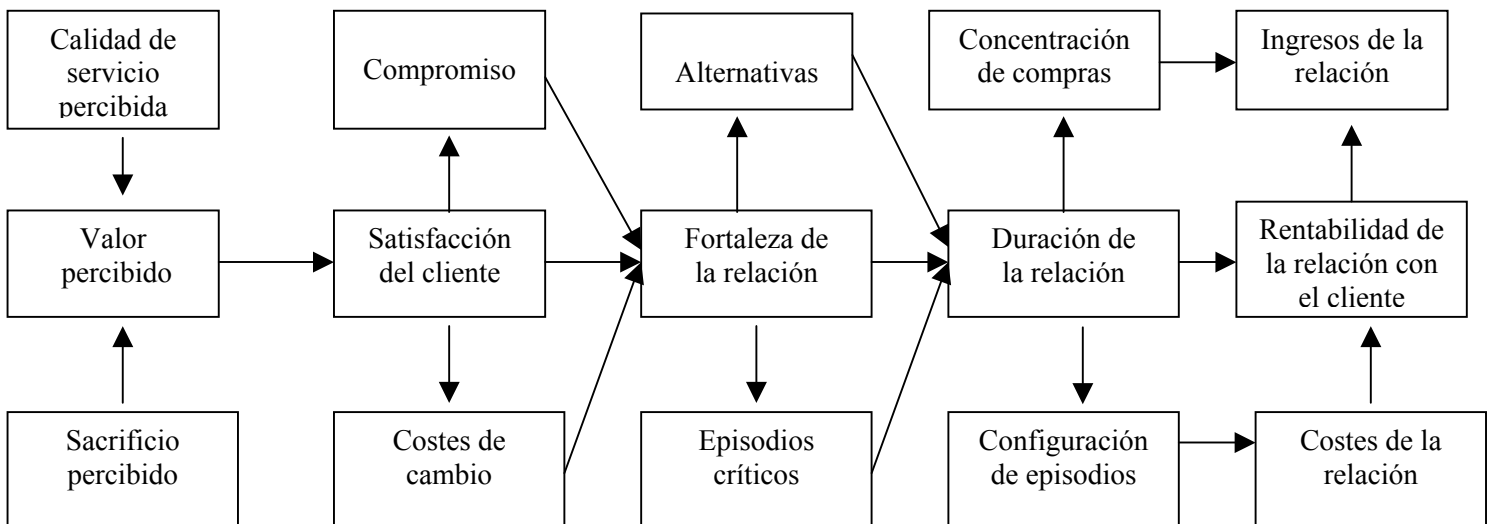 Calidad de
servicio
percibida
Compromiso
Alternativas
Concentración
de compras
Ingresos de la
relación
Valor
percibido
Satisfacción
del cliente
Fortaleza de
la relación
Duración de
la relación
Rentabilidad de
la relación con
el cliente
Sacrificio
percibido
Costes de
cambio
Episodios
críticos
Configuración
de episodios
Costes de la
relación